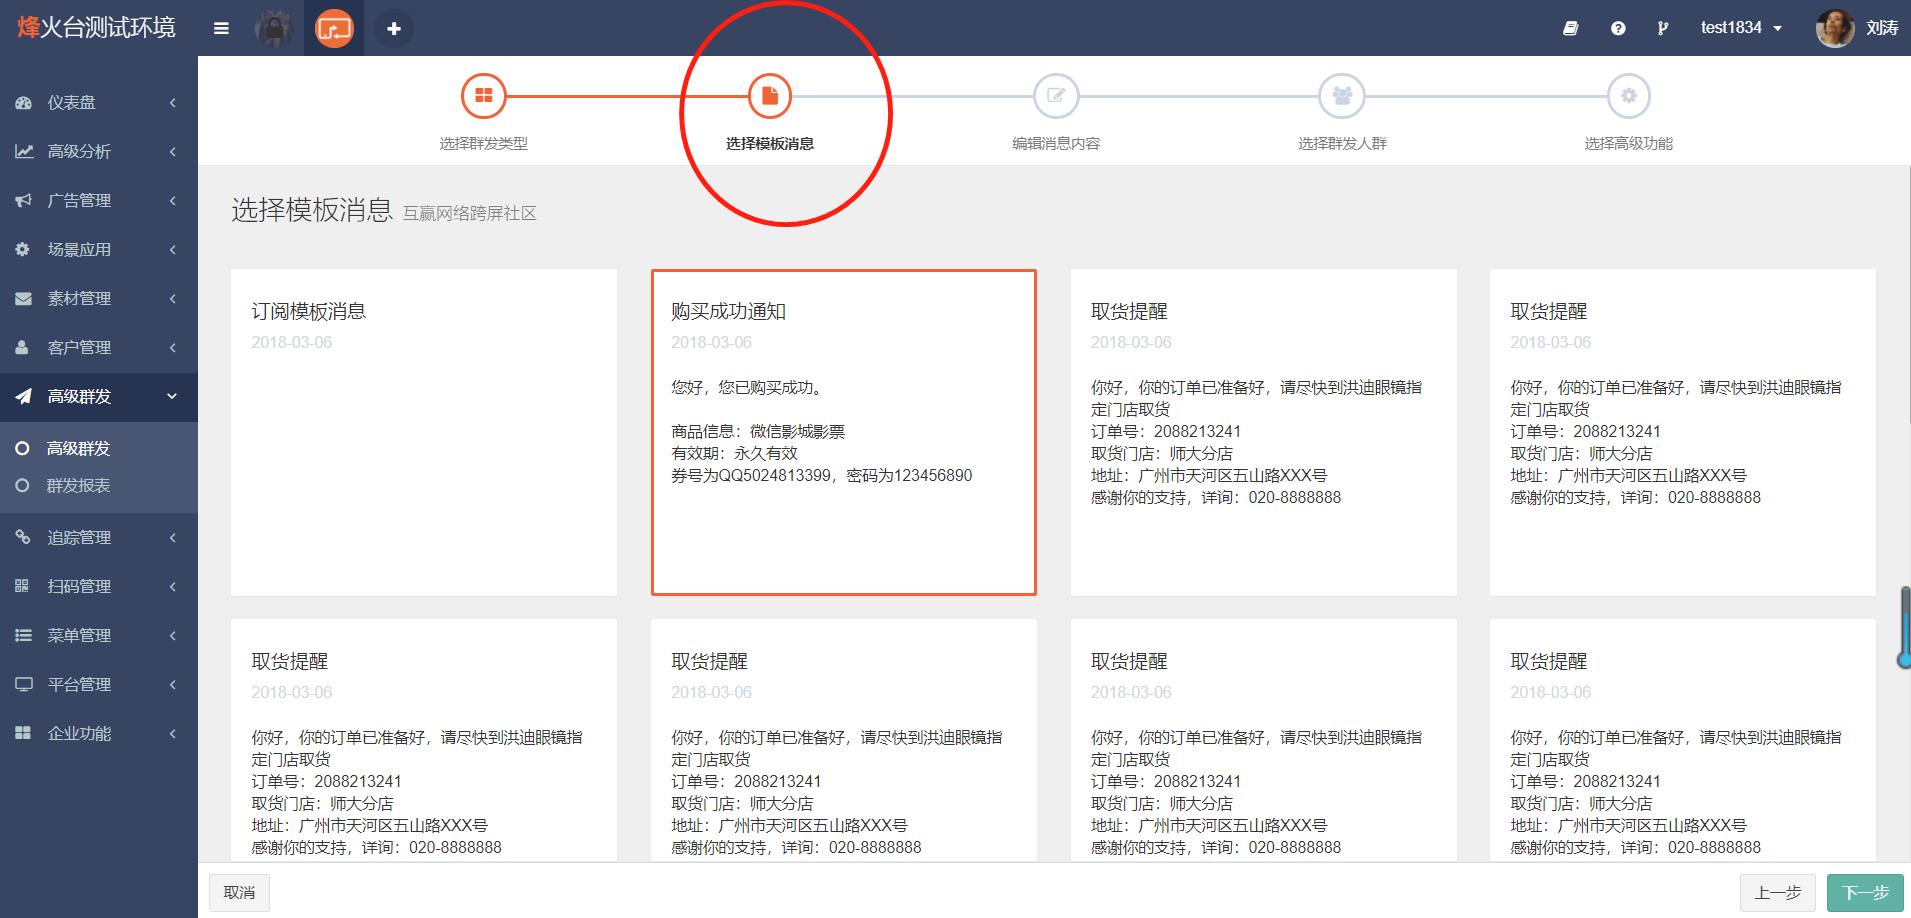 烽火台测试环境
test1834
刘涛
仪表盘
高级分析
广告管理
场景应用
素材管理
客户管理
高级群发
高级群发
群发报表
追踪管理
扫码管理
菜单管理
平台管理
企业功能
选择群发类型
选择模板消息
编辑消息内容
选择群发人群
选择高级功能
选择模板消息 互赢网络跨屏社区
订阅模板消息
2018-03-06
购买成功通知
2018-03-06
您好，您已购买成功。
商品信息：微信影城影票
有效期：永久有效
券号为QQ5024813399，密码为123456890
取货提醒
2018-03-06
你好，你的订单已准备好，请尽快到洪迪眼镜指
定门店取货
订单号：2088213241
取货门店：师大分店
地址：广州市天河区五山路XXX号
感谢你的支持，详询：020-8888888
取货提醒
2018-03-06
你好，你的订单已准备好，请尽快到洪迪眼镜指
定门店取货
订单号：2088213241
取货门店：师大分店
地址：广州市天河区五山路XXX号
感谢你的支持，详询：020-8888888
取货提醒
2018-03-06
你好，你的订单已准备好，请尽快到洪迪眼镜指
定门店取货
订单号：2088213241
取货门店：师大分店
地址：广州市天河区五山路XXX号
感谢你的支持，详询：020-8888888
取货提醒
2018-03-06
你好，你的订单已准备好，请尽快到洪迪眼镜指
定门店取货
订单号：2088213241
取货门店：师大分店
地址：广州市天河区五山路XXX号
感谢你的支持，详询：020-8888888
取货提醒
2018-03-06
你好，你的订单已准备好，请尽快到洪迪眼镜指
定门店取货
订单号：2088213241
取货门店：师大分店
地址：广州市天河区五山路XXX号
感谢你的支持，详询：020-8888888
取货提醒
2018-03-06
你好，你的订单已准备好，请尽快到洪迪眼镜指
定门店取货
订单号：2088213241
取货门店：师大分店
地址：广州市天河区五山路XXX号
感谢你的支持，详询：020-8888888
取消
上一步
下一步